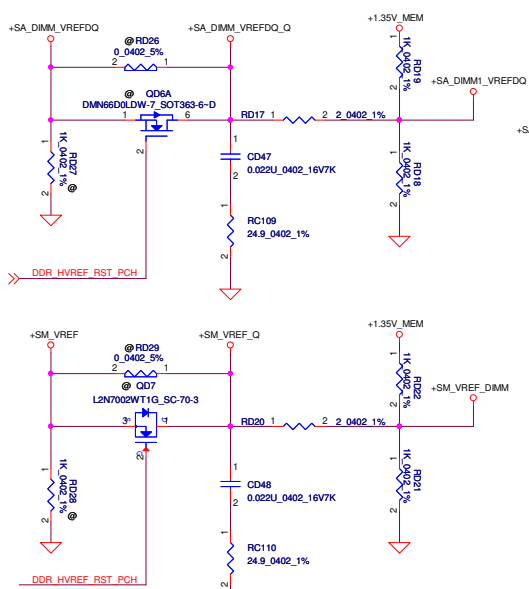 +SA_DIMM_VREFDQ
+SA_DIMM_VREFDQ_Q
+1.35V_MEM
@ RD26
0_0402_5%
2
1
@ QD6A
DMN66D0LDW-7_SOT363-6~D
1
6
2
RD17 1
2 2_0402_1%
1
RD19
1K_0402_1%
2
+SA_DIMM1_VREFDQ
+SA
1
RD27
1K_0402_1%
@
2
1
CD47
0.022U_0402_16V7K
2
1
RD18
1K_0402_1%
2
1
RC109
24.9_0402_1%
2
DDR_HVREF_RST_PCH
+SM_VREF
+SM_VREF_Q
+1.35V_MEM
@RD29
0_0402_5%
2
1
@ QD7
L2N7002WT1G_SC-70-3
3
1
2
RD20 1
2 2_0402_1%
1
RD22
1K_0402_1%
2
+SM_VREF_DIMM
1
RD28
1K_0402_1%
@
2
1
CD48
0.022U_0402_16V7K
2
1
RD21
1K_0402_1%
2
1
RC110
24.9_0402_1%
2
DDR_HVREF_RST_PCH